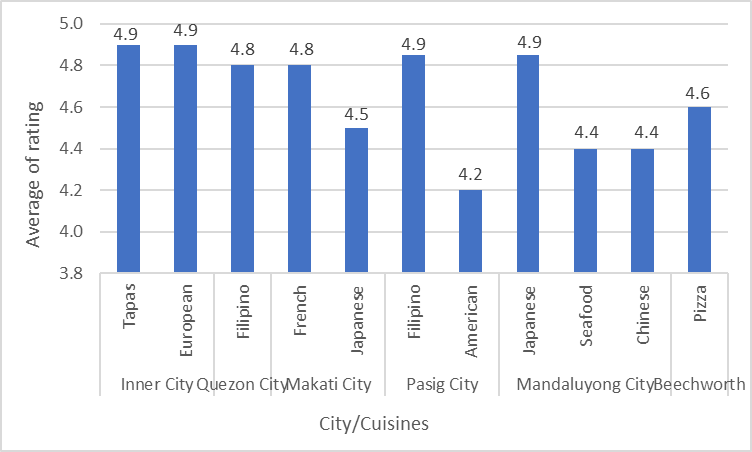 5.0
4.8
4.6
4.4
4.2
4.0
3.8
Average of rating
4.9
4.9
4.8
4.8
4.5
4.9
4.2
4.9
4.4
4.4
4.6
Tapas
European
Filipino
French
Japanese
Filipino
American
Japanese
Seafood
Chinese
Pizza
Inner City
Quezon City
Makati City
Pasig City
Mandaluyong City
Beechworth
City/Cuisines